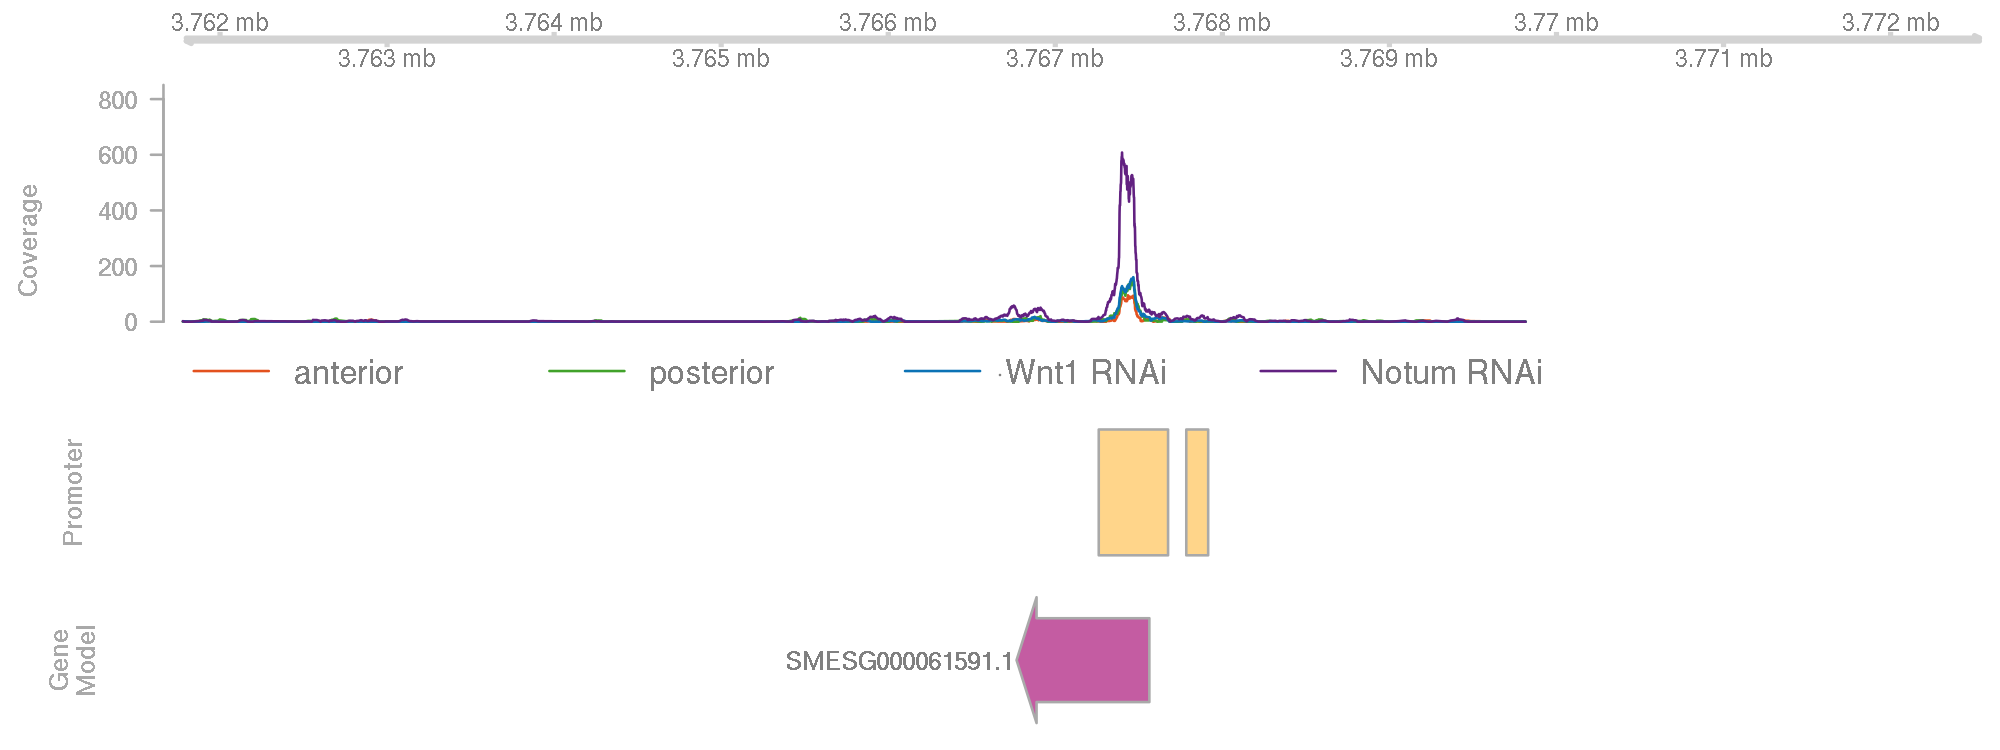 3.762 mb 3.764 mb 3.766 mb 3.768 mb 3.77 mb 3.772 mb
3.763 mb 3.765 mb 3.767 mb 3.769 mb 3.771 mb
800
600
400
200
0
Coverage
anterior posterior Wnt1 RNAi Notum RNAi
Promoter
SMESG000061591.1
Gene
Model